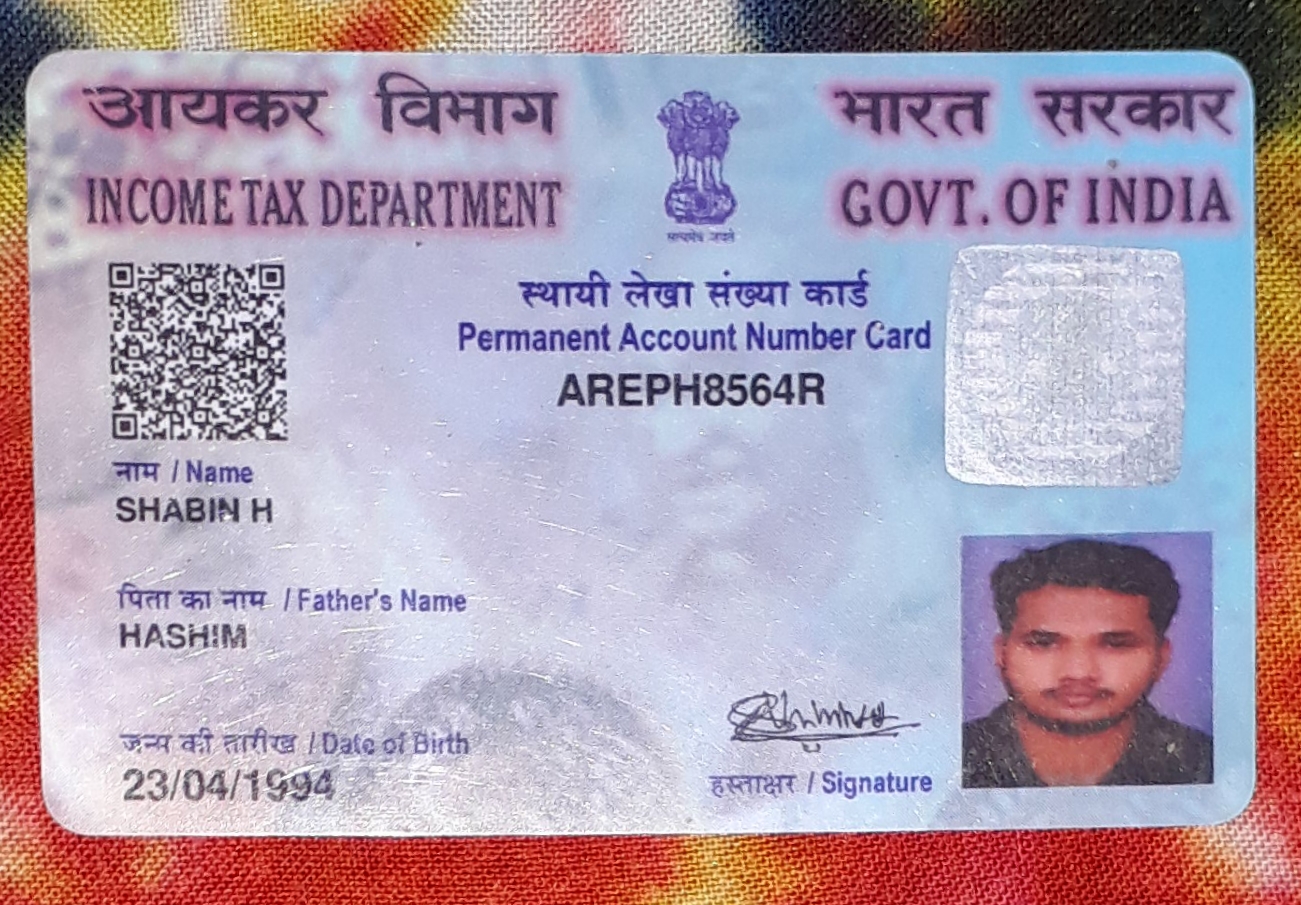 आयकर विभाग
INCOME TAX DEPARTMENT
सत्यमेव जयते
भारत सरकार
GOVT. OF INDIA
स्थायी लेखा संख्या कार्ड
Permanent Account Number Card
AREPH8564R
नाम / Name
SHABIN H
पिता का नाम / Father's Name
HASHIM
जन्म की तारीख / Date of Birth
23/04/1994
हस्ताक्षर / Signature